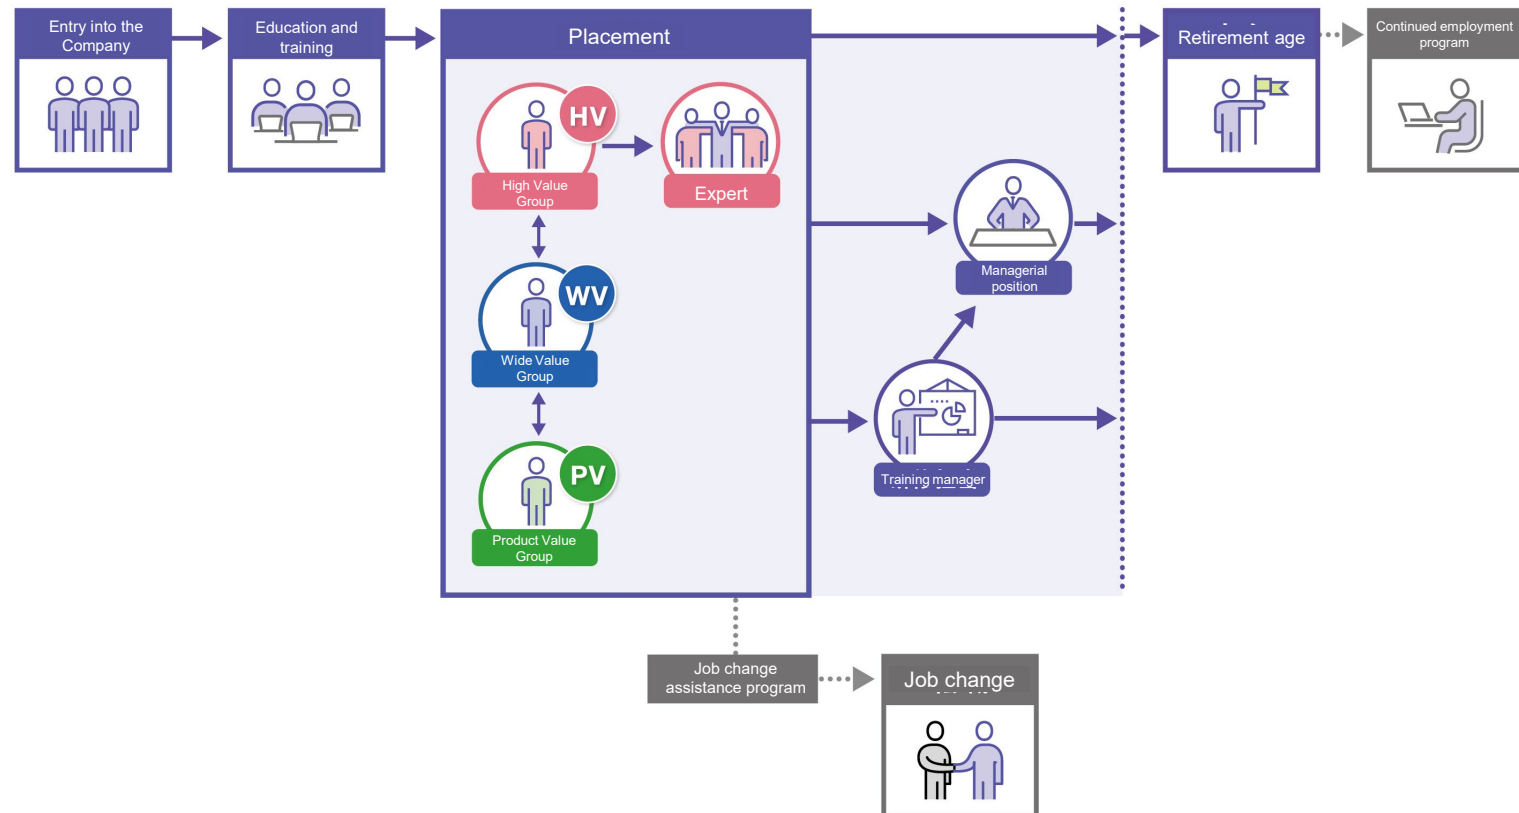 Entry into the
Company
Education and
training
Placement
Retirement age
Continued employment
program
HV
High Value
Group
Expert
WV
Wide Value
Group
PV
Product Value
Group
Managerial
position
Training manager
Job change
assistance program
Job change